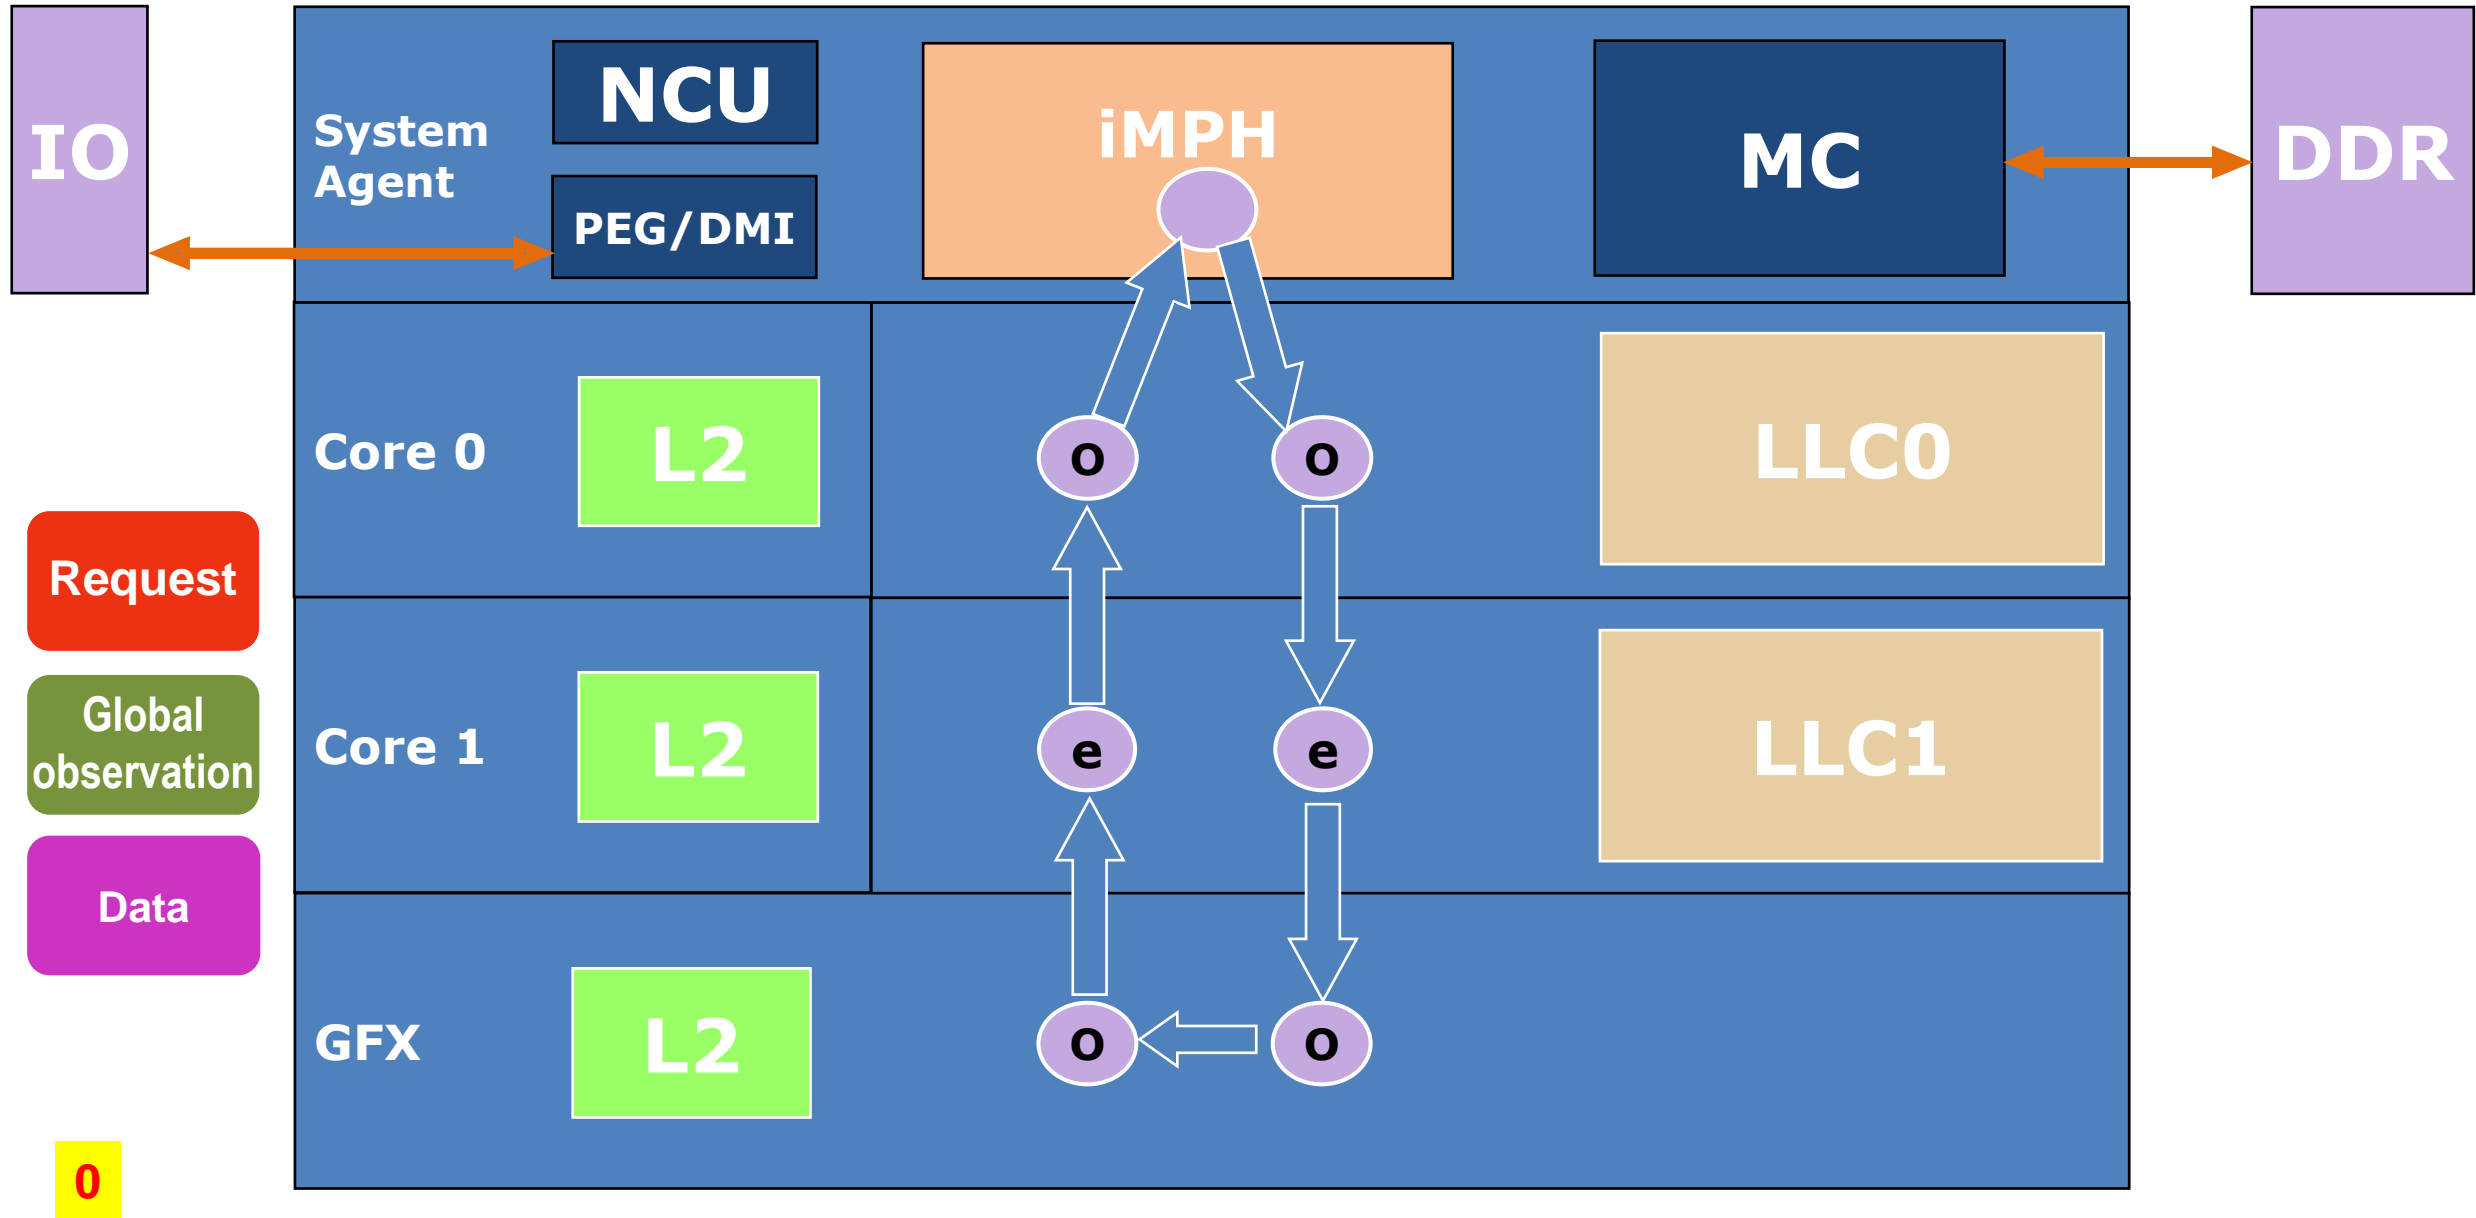 IO
System
Agent
NCU
PEG/DMI
iMPH
MC
DDR
Core 0
L2
O
O
LLC0
Request
Global
observation
Data
Core 1
L2
e
e
LLC1
GFX
L2
O
O
0